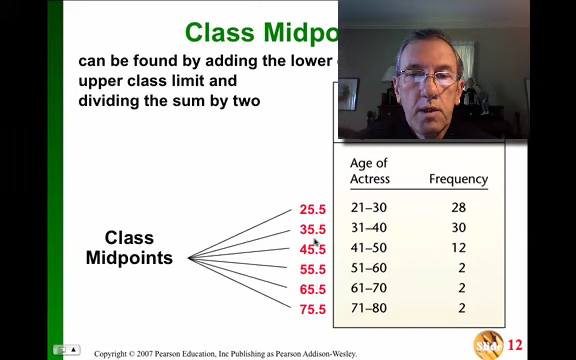 Class Midpo
can be found by adding the lower
upper class limit and
dividing the sum by two
Age of
Actress Frequency
25.5 21–30 28
35.5 31–40 30
45.5 41–50 12
55.5 51–60 2
65.5 61–70 2
75.5 71–80 2
Class
Midpoints
Slide 12
Copyright © 2007 Pearson Education, Inc Publishing as Pearson Addison-Wesley.